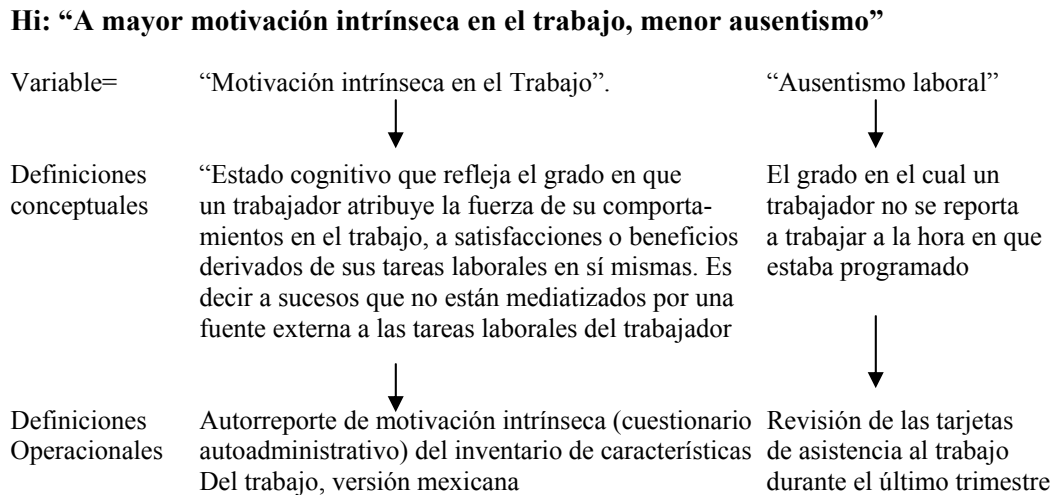 Hi: “A mayor motivación intrínseca en el trabajo, menor ausentismo”
Variable= “Motivación intrínseca en el Trabajo”. “Ausentismo laboral”
Definiciones “Estado cognitivo que refleja el grado en que El grado en el cual un
conceptuales un trabajador atribuye la fuerza de su comporta- trabajador no se reporta
mientos en el trabajo, a satisfacciones o beneficios a trabajar a la hora en que
derivados de sus tareas laborales en sí mismas. Es estaba programado
decir a sucesos que no están mediatizados por una
fuente externa a las tareas laborales del trabajador
Definiciones Autorreporte de motivación intrínseca (cuestionario Revisión de las tarjetas
Operacionales autoadministrativo) del inventario de características de asistencia al trabajo
Del trabajo, versión mexicana durante el último trimestre